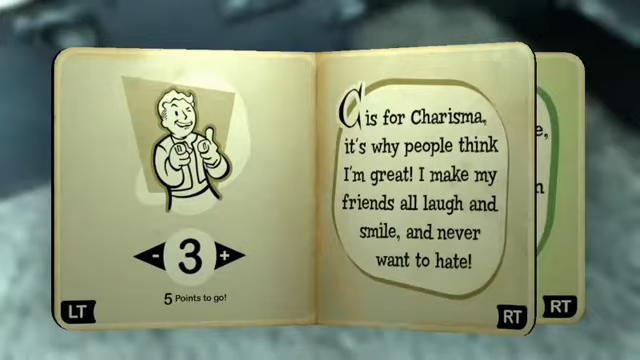 - 3 +
5 Points to go!
LT
C is for Charisma,
it's why people think
I'm great! I make my
friends all laugh and
smile, and never
want to hate!
RT
e,
n
RT